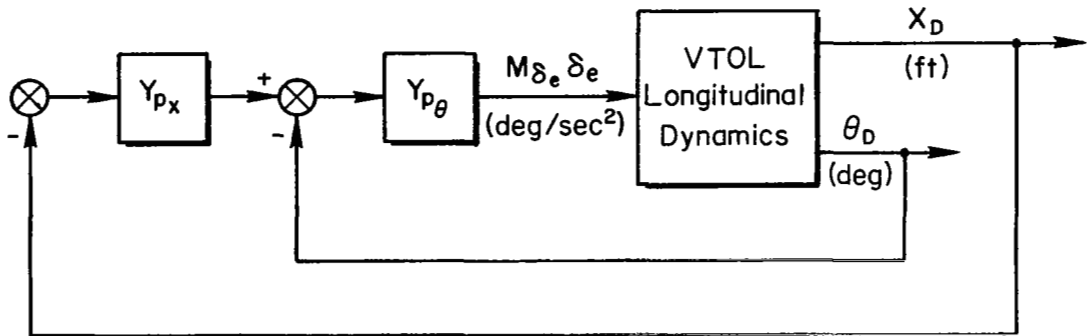 -
Y_{p_x}
+
-
Y_{p_θ}
M_{δ_e} δ_e
(deg/sec²)
VTOL
Longitudinal
Dynamics
X_D
(ft)
θ_D
(deg)